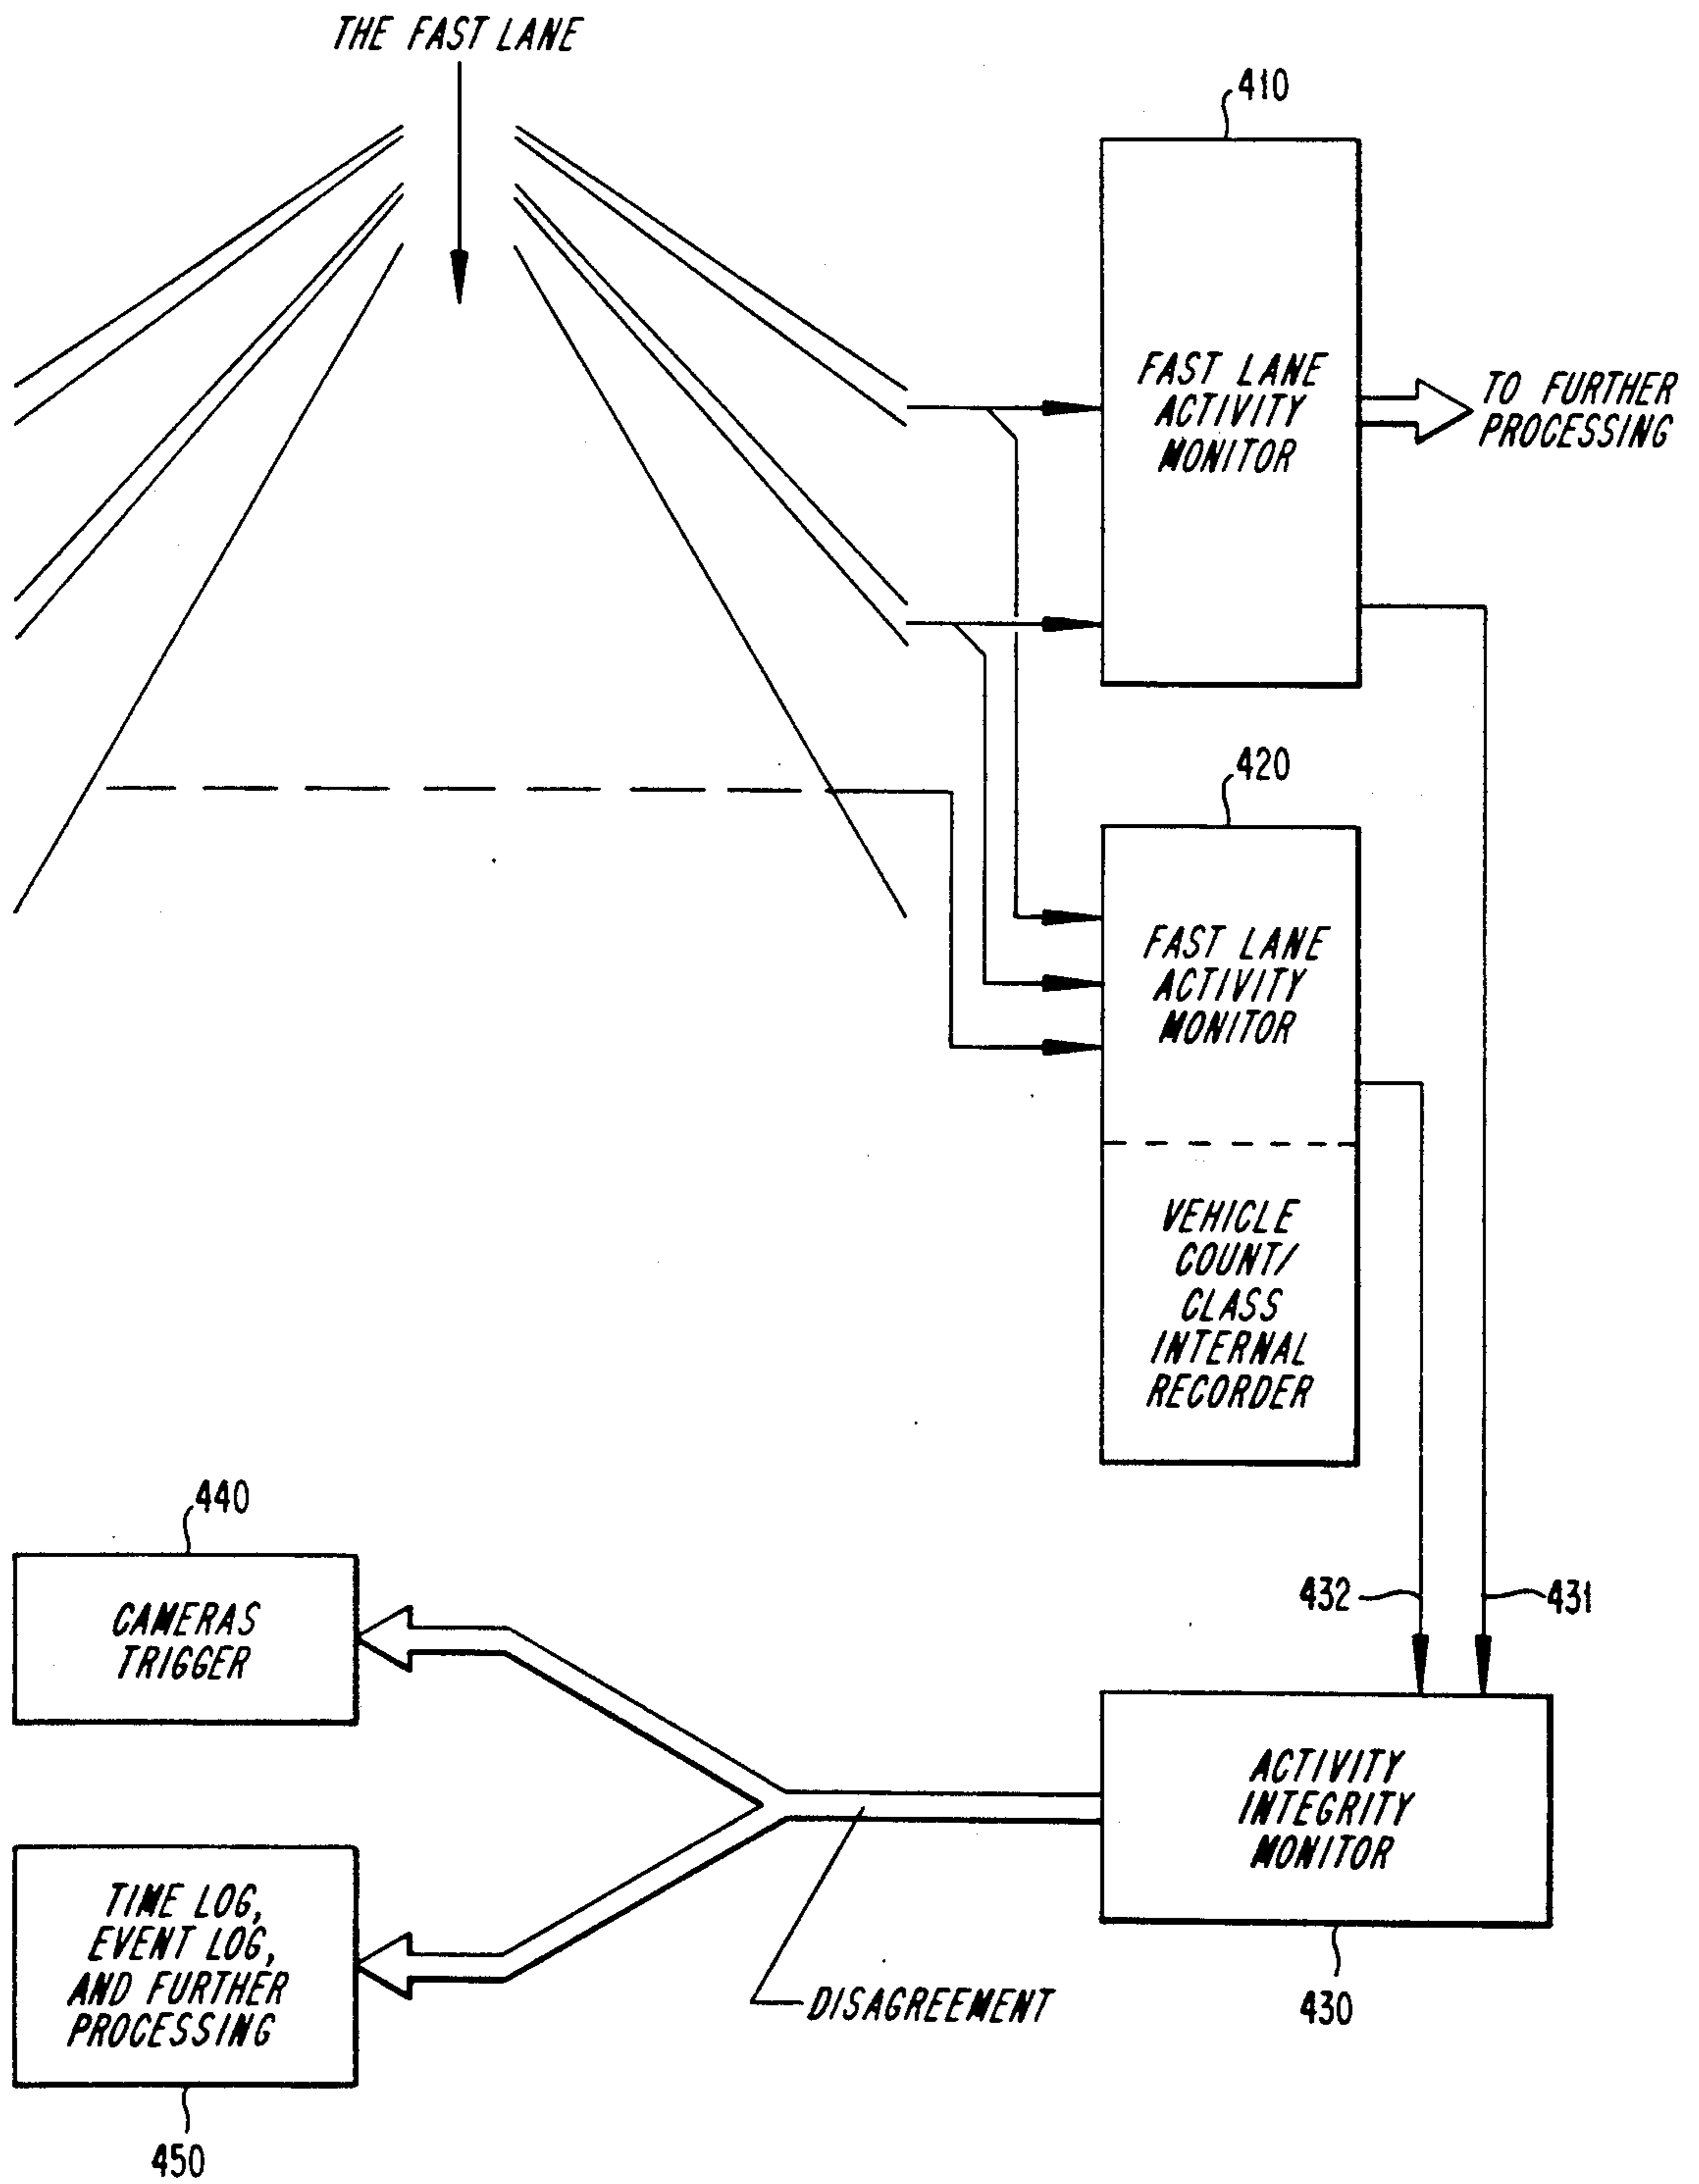 THE FAST LANE
410
FAST LANE
ACTIVITY
MONITOR
TO FURTHER
PROCESSING
420
FAST LANE
ACTIVITY
MONITOR
VEHICLE
COUNT/
CLASS
INTERNAL
RECORDER
440
CAMERAS
TRIGGER
432
431
ACTIVITY
INTEGRITY
MONITOR
430
TIME LOG,
EVENT LOG,
AND FURTHER
PROCESSING
450
DISAGREEMENT